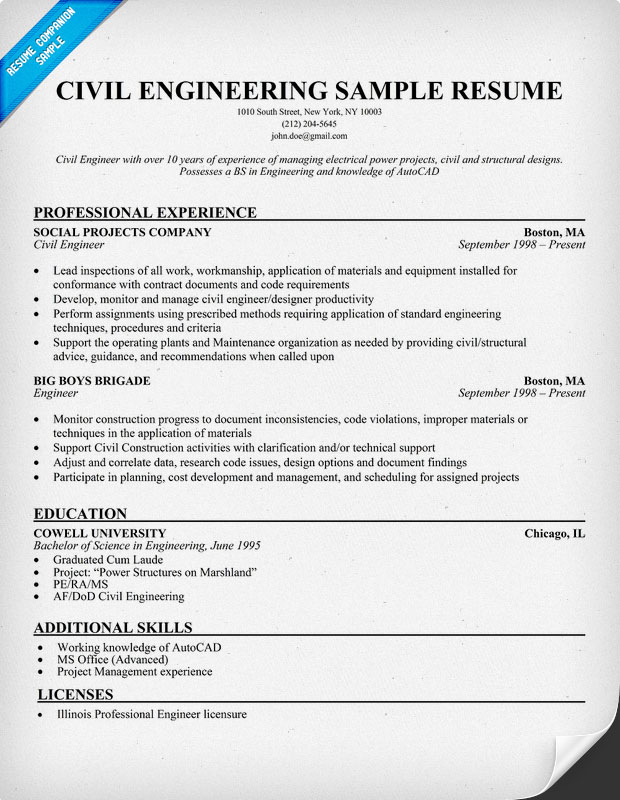 RESUME COMPANION
SAMPLE
CIVIL ENGINEERING SAMPLE RESUME
1010 South Street, New York, NY 10003
(212) 204-5645
john.doe@gmail.com
Civil Engineer with over 10 years of experience of managing electrical power projects, civil and structural designs.
Possesses a BS in Engineering and knowledge of AutoCAD
PROFESSIONAL EXPERIENCE
SOCIAL PROJECTS COMPANY Boston, MA
Civil Engineer September 1998 – Present
• Lead inspections of all work, workmanship, application of materials and equipment installed for
conformance with contract documents and code requirements
• Develop, monitor and manage civil engineer/designer productivity
• Perform assignments using prescribed methods requiring application of standard engineering
techniques, procedures and criteria
• Support the operating plants and Maintenance organization as needed by providing civil/structural
advice, guidance, and recommendations when called upon
BIG BOYS BRIGADE Boston, MA
Engineer September 1998 – Present
• Monitor construction progress to document inconsistencies, code violations, improper materials or
techniques in the application of materials
• Support Civil Construction activities with clarification and/or technical support
• Adjust and correlate data, research code issues, design options and document findings
• Participate in planning, cost development and management, and scheduling for assigned projects
EDUCATION
COWELL UNIVERSITY Chicago, IL
Bachelor of Science in Engineering, June 1995
• Graduated Cum Laude
• Project: “Power Structures on Marshland”
• PE/RA/MS
• AF/DoD Civil Engineering
ADDITIONAL SKILLS
• Working knowledge of AutoCAD
• MS Office (Advanced)
• Project Management experience
LICENSES
• Illinois Professional Engineer licensure